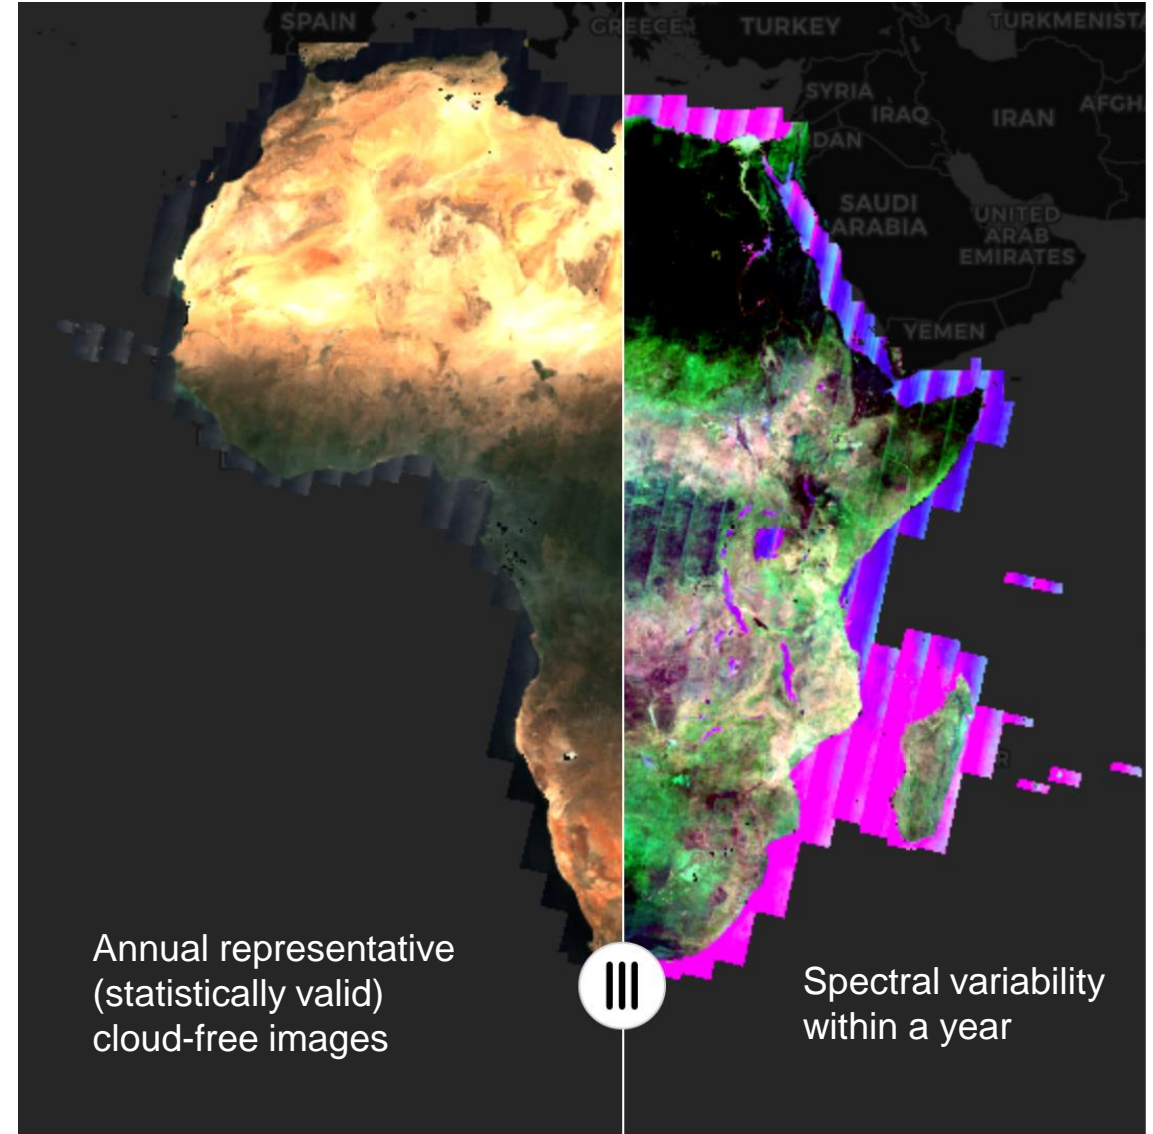 SPAIN
GREECE
TURKEY
TURKMENISTA
SYRIA
IRAQ
IRAN
AFGH
DAN
SAUDI
ARABIA
UNITED
ARAB
EMIRATES
YEMEN
R
Annual representative
(statistically valid)
cloud-free images
Spectral variability
within a year